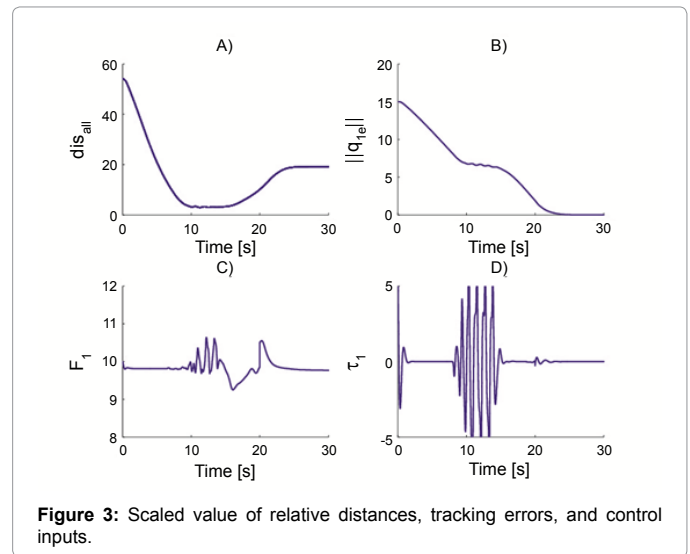 A)
60
40
20
0
dis_all
0 10 20 30
Time [s]
B)
20
15
10
5
0
||q_1e||
0 10 20 30
Time [s]
C)
12
11
10
9
8
F_1
0 10 20 30
Time [s]
D)
5
0
-5
τ_1
0 10 20 30
Time [s]
Figure 3: Scaled value of relative distances, tracking errors, and control
inputs.